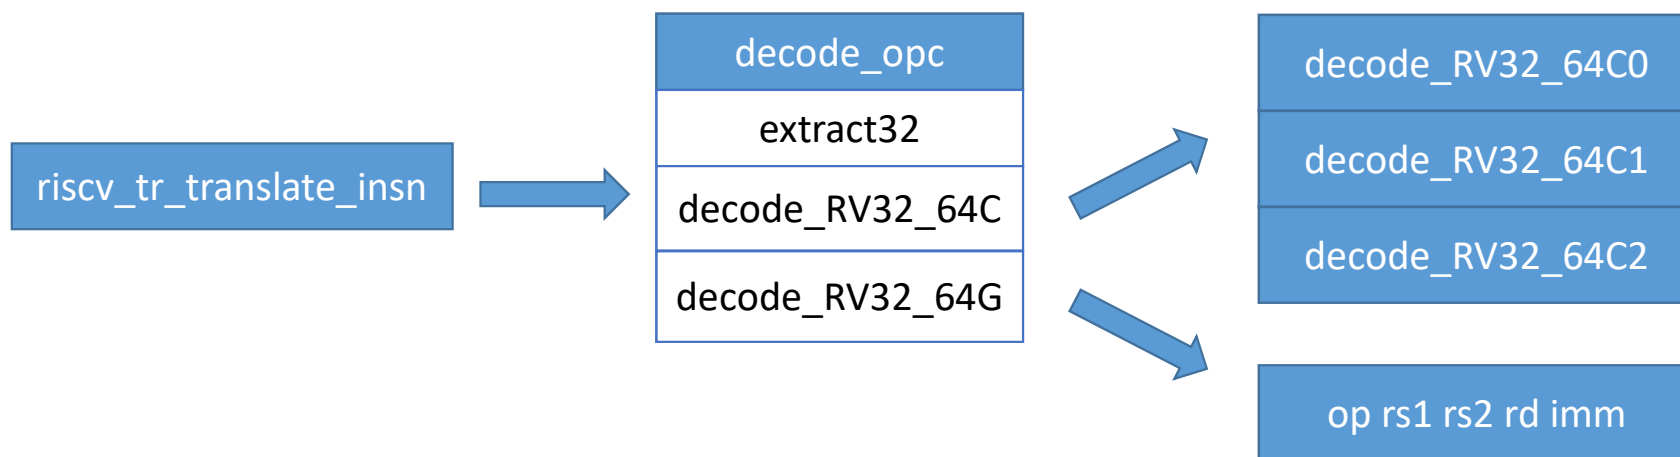 riscv_tr_translate_insn
decode_opc
extract32
decode_RV32_64C
decode_RV32_64G
decode_RV32_64C0
decode_RV32_64C1
decode_RV32_64C2
op rs1 rs2 rd imm